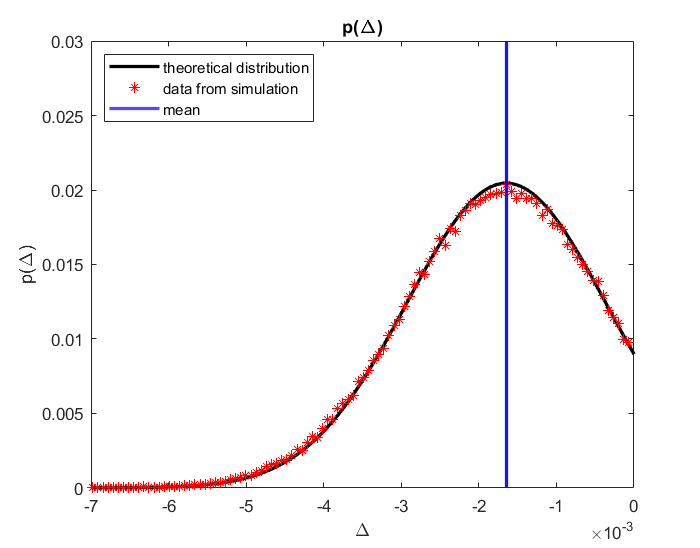 p(Δ)
0.03
theoretical distribution
data from simulation
mean
0.025
0.02
0.015
0.01
0.005
0
p(Δ)
-7 -6 -5 -4 -3 -2 -1 0
Δ
×10⁻³